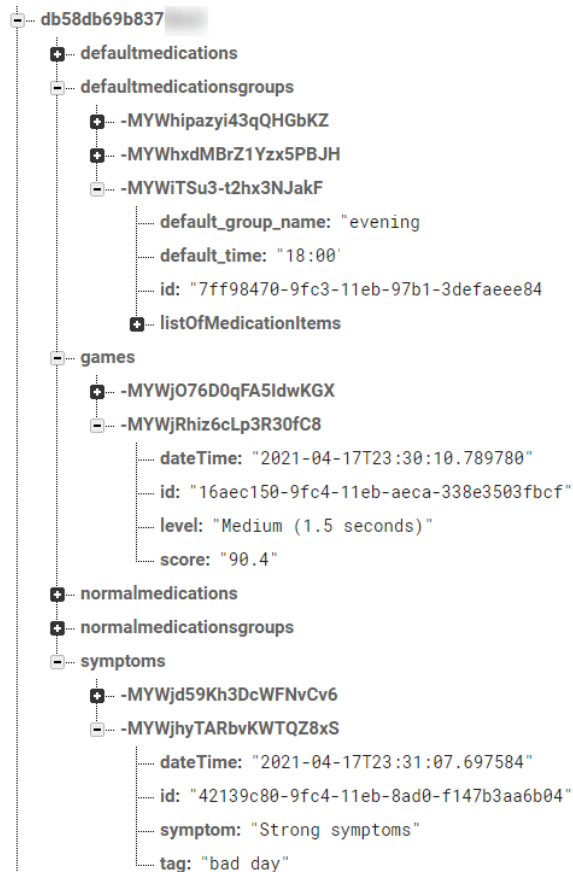 db58db69b837
defaultmedications
defaultmedicationsgroups
-MYWhipazyi43qQHGbKZ
-MYWhxdMBrZ1Yzx5PBJH
-MYWiTSu3-t2hx3NJakF
default_group_name: "evening
default_time: "18:00'
id: "7ff98470-9fc3-11eb-97b1-3defaeee84
listOfMedicationItems
games
-MYWjO76D0qFA5IdwKGX
-MYWjRhiz6cLp3R30fC8
dateTime: "2021-04-17T23:30:10.789780"
id: "16aec150-9fc4-11eb-aeca-338e3503fbcf"
level: "Medium (1.5 seconds)"
score: "90.4"
normalmedications
normalmedicationsgroups
symptoms
-MYWjd59Kh3DcWFNvCv6
-MYWjhyTARbvKWTQZ8xS
dateTime: "2021-04-17T23:31:07.697584"
id: "42139c80-9fc4-11eb-8ad0-f147b3aa6b04"
symptom: "Strong symptoms"
tag: "bad day"